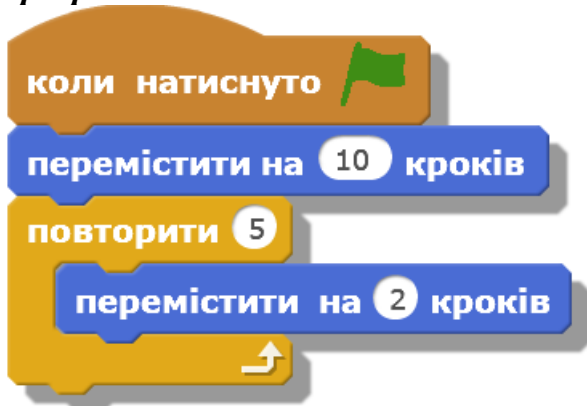 коли натиснуто
перемістити на 10 кроків
повторити 5
перемістити на 2 кроків